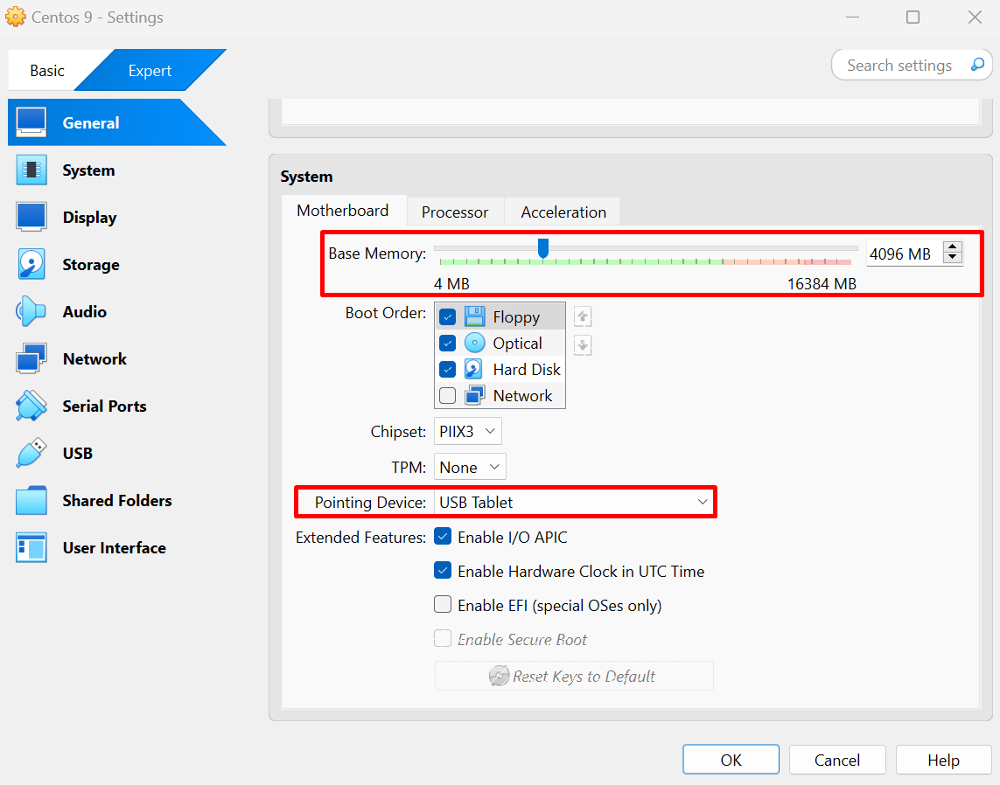 Centos 9 - Settings
Basic
Expert
Search settings
General
System
Display
Storage
Audio
Network
Serial Ports
USB
Shared Folders
User Interface
System
Motherboard
Processor
Acceleration
Base Memory:
4096 MB
4 MB
16384 MB
Boot Order:
Floppy
Optical
Hard Disk
Network
Chipset: PIIX3
TPM: None
Pointing Device: USB Tablet
Extended Features: Enable I/O APIC
Enable Hardware Clock in UTC Time
Enable EFI (special OSes only)
Enable Secure Boot
Reset Keys to Default
OK
Cancel
Help